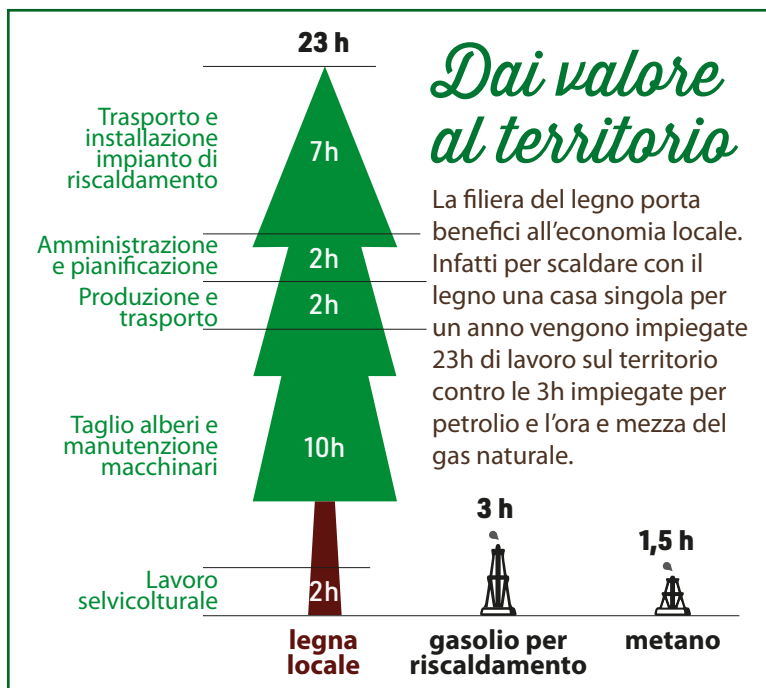 Dai valore
al territorio
La filiera del legno porta
benefici all'economia locale.
Infatti per scaldare con il
legno una casa singola per
un anno vengono impiegate
23h di lavoro sul territorio
contro le 3h impiegate per
petrolio e l'ora e mezza del
gas naturale.
23 h
Trasporto e
installazione
impianto di
riscaldamento
7h
Amministrazione
e pianificazione
2h
Produzione e
trasporto
2h
Taglio alberi e
manutenzione
macchinari
10h
Lavoro
selvicolturale
2h
legna
locale
3 h
gasolio per
riscaldamento
1,5 h
metano